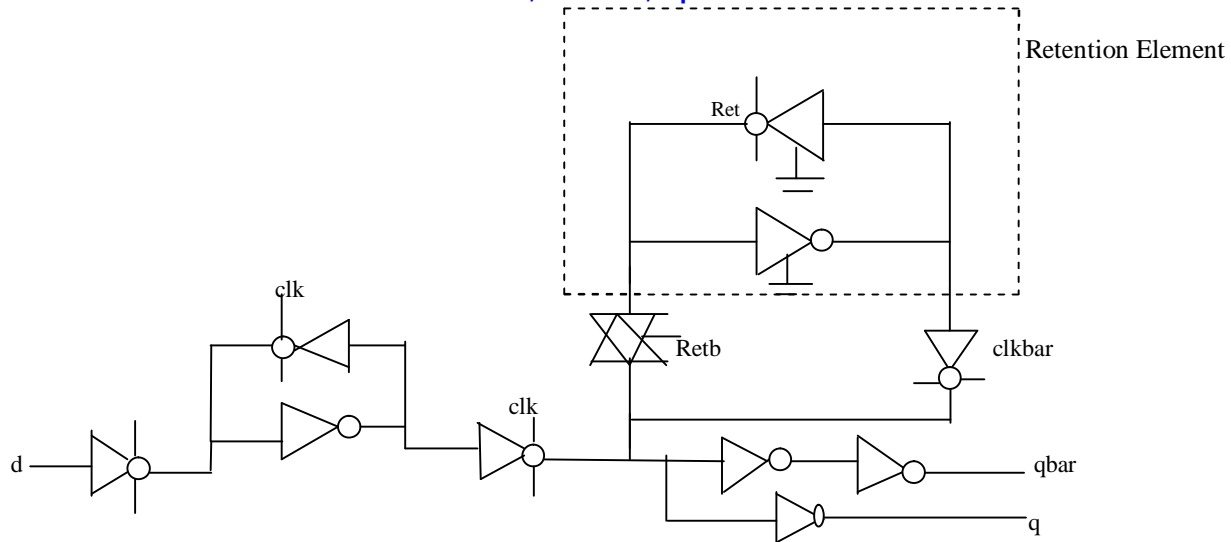 Retention Element
Ret
clk
Retb
clkbar
clk
d
qbar
q